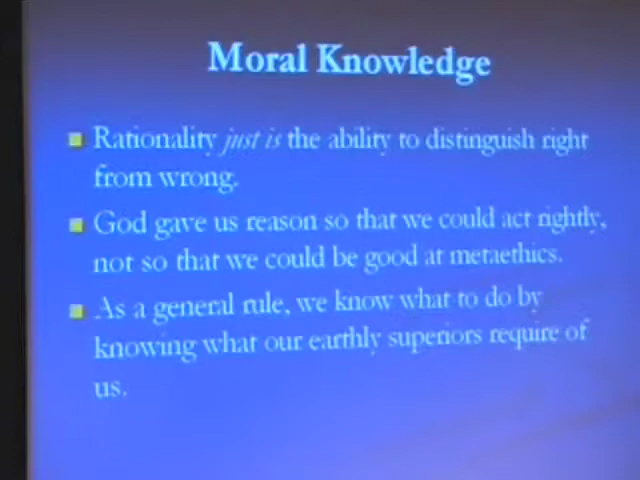 Moral Knowledge
Rationality just is the ability to distinguish right
from wrong.
God gave us reason so that we could act rightly,
not so that we could be good at metaethics.
As a general rule, we know what to do by
knowing what our earthly superiors require of
us.